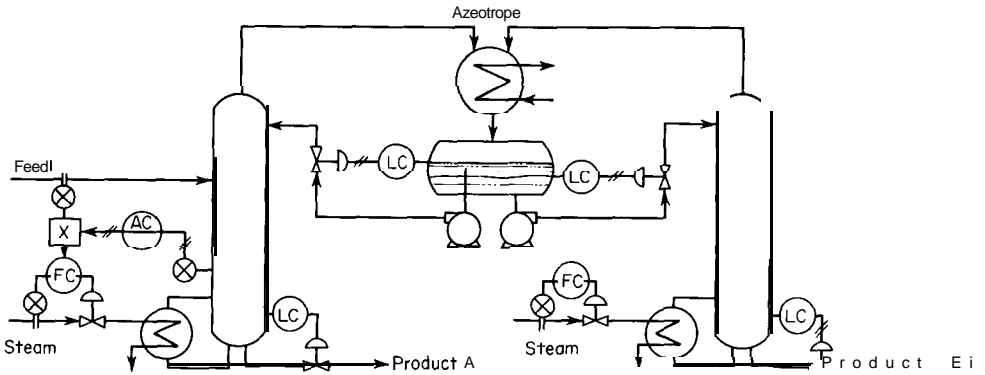 Azeotrope
LC
LC
Feedl
AC
X
FC
FC
LC
LC
Steam
Product A
Steam
Product Ei